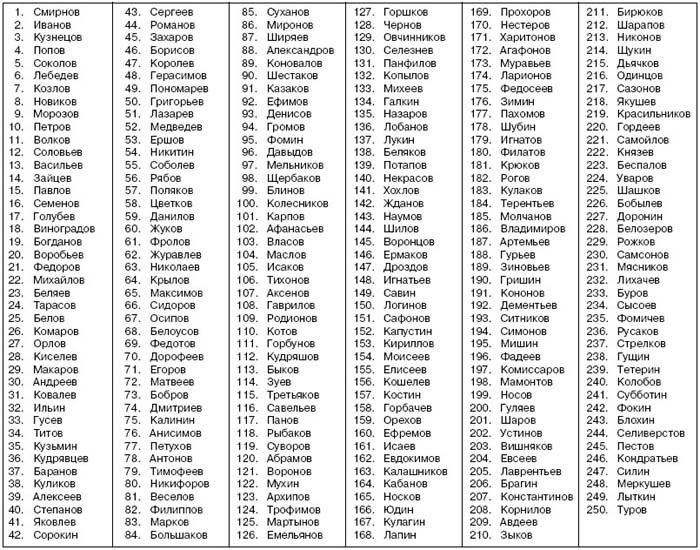 1. Смирнов
2. Иванов
3. Кузнецов
4. Попов
5. Соколов
6. Лебедев
7. Козлов
8. Новиков
9. Морозов
10. Петров
11. Волков
12. Соловьев
13. Васильев
14. Зайцев
15. Павлов
16. Семенов
17. Голубев
18. Виноградов
19. Богданов
20. Воробьев
21. Федоров
22. Михайлов
23. Беляев
24. Тарасов
25. Белов
26. Комаров
27. Орлов
28. Киселев
29. Макаров
30. Андреев
31. Ковалев
32. Ильин
33. Гусев
34. Титов
35. Кузьмин
36. Кудрявцев
37. Баранов
38. Куликов
39. Алексеев
40. Степанов
41. Яковлев
42. Сорокин
43. Сергеев
44. Романов
45. Захаров
46. Борисов
47. Королев
48. Герасимов
49. Пономарев
50. Григорьев
51. Лазарев
52. Медведев
53. Ершов
54. Никитин
55. Соболев
56. Рябов
57. Поляков
58. Цветков
59. Данилов
60. Жуков
61. Фролов
62. Журавлев
63. Николаев
64. Крылов
65. Максимов
66. Сидоров
67. Осипов
68. Белоусов
69. Федотов
70. Дорофеев
71. Егоров
72. Матвеев
73. Бобров
74. Дмитриев
75. Калинин
76. Анисимов
77. Петухов
78. Антонов
79. Тимофеев
80. Никифоров
81. Веселов
82. Филиппов
83. Марков
84. Большаков
85. Суханов
86. Миронов
87. Ширяев
88. Александров
89. Коновалов
90. Шестаков
91. Казаков
92. Ефимов
93. Денисов
94. Громов
95. Фомин
96. Давыдов
97. Мельников
98. Щербаков
99. Блинов
100. Колесников
101. Карпов
102. Афанасьев
103. Власов
104. Маслов
105. Исаков
106. Тихонов
107. Аксенов
108. Гаврилов
109. Родионов
110. Котов
111. Горбунов
112. Кудряшов
113. Быков
114. Зуев
115. Третьяков
116. Савельев
117. Панов
118. Рыбаков
119. Суворов
120. Абрамов
121. Воронов
122. Мухин
123. Архипов
124. Трофимов
125. Мартынов
126. Емельянов
127. Горшков
128. Чернов
129. Овчинников
130. Селезнев
131. Панфилов
132. Копылов
133. Михеев
134. Галкин
135. Назаров
136. Лобанов
137. Лукин
138. Беляков
139. Потапов
140. Некрасов
141. Хохлов
142. Жданов
143. Наумов
144. Шилов
145. Воронцов
146. Ермаков
147. Дроздов
148. Игнатьев
149. Савин
150. Логинов
151. Сафонов
152. Капустин
153. Кириллов
154. Моисеев
155. Елисеев
156. Кошелев
157. Костин
158. Горбачев
159. Орехов
160. Ефремов
161. Исаев
162. Евдокимов
163. Калашников
164. Кабанов
165. Носков
166. Юдин
167. Кулагин
168. Лапин
169. Прохоров
170. Нестеров
171. Харитонов
172. Агафонов
173. Муравьев
174. Ларионов
175. Федосеев
176. Зимин
177. Пахомов
178. Шубин
179. Игнатов
180. Филатов
181. Крюков
182. Рогов
183. Кулаков
184. Терентьев
185. Молчанов
186. Владимиров
187. Артемьев
188. Гурьев
189. Зиновьев
190. Гришин
191. Кононов
192. Дементьев
193. Ситников
194. Симонов
195. Мишин
196. Фадеев
197. Комиссаров
198. Мамонтов
199. Носов
200. Гуляев
201. Шаров
202. Устинов
203. Вишняков
204. Евсеев
205. Лаврентьев
206. Брагин
207. Константинов
208. Корнилов
209. Авдеев
210. Зыков
211. Бирюков
212. Шарапов
213. Никонов
214. Щукин
215. Дьячков
216. Одинцов
217. Сазонов
218. Якушев
219. Красильников
220. Гордеев
221. Самойлов
222. Князев
223. Беспалов
224. Уваров
225. Шашков
226. Бобылев
227. Доронин
228. Белозеров
229. Рожков
230. Самсонов
231. Мясников
232. Лихачев
233. Буров
234. Сысоев
235. Фомичев
236. Русаков
237. Стрелков
238. Гущин
239. Тетерин
240. Колобов
241. Субботин
242. Фокин
243. Блохин
244. Селиверстов
245. Пестов
246. Кондратьев
247. Силин
248. Меркушев
249. Лыткин
250. Туров